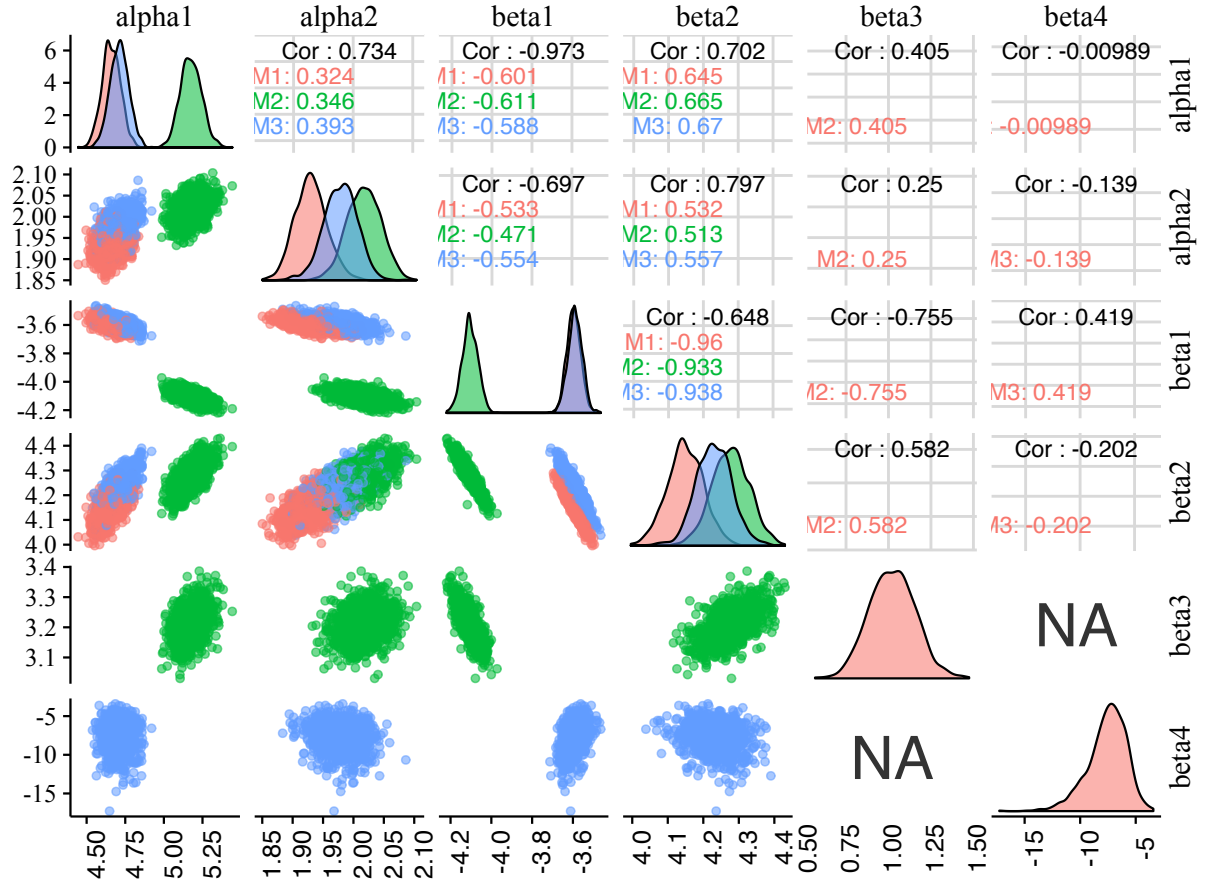 alpha1 alpha2 beta1 beta2 beta3 beta4
6
4
2
0
Cor : 0.734
M1: 0.324
M2: 0.346
M3: 0.393
Cor : -0.973
M1: -0.601
M2: -0.611
M3: -0.588
Cor : 0.702
M1: 0.645
M2: 0.665
M3: 0.67
Cor : 0.405
M2: 0.405
Cor : -0.00989
: -0.00989
alpha1
2.10
2.05
2.00
1.95
1.90
1.85
Cor : -0.697
M1: -0.533
M2: -0.471
M3: -0.554
Cor : 0.797
M1: 0.532
M2: 0.513
M3: 0.557
Cor : 0.25
M2: 0.25
Cor : -0.139
M3: -0.139
alpha2
-3.6
-3.8
-4.0
-4.2
Cor : -0.648
M1: -0.96
M2: -0.933
M3: -0.938
Cor : -0.755
M2: -0.755
Cor : 0.419
M3: 0.419
beta1
4.4
4.3
4.2
4.1
4.0
Cor : 0.582
M2: 0.582
Cor : -0.202
M3: -0.202
beta2
3.4
3.3
3.2
3.1
NA
beta3
-5
-10
-15
NA
beta4
4.50 4.75 5.00 5.25 1.85 1.90 1.95 2.00 2.05 2.10 -4.2 -4.0 -3.8 -3.6 4.0 4.1 4.2 4.3 4.4 0.50 0.75 1.00 1.25 1.50 -15 -10 -5